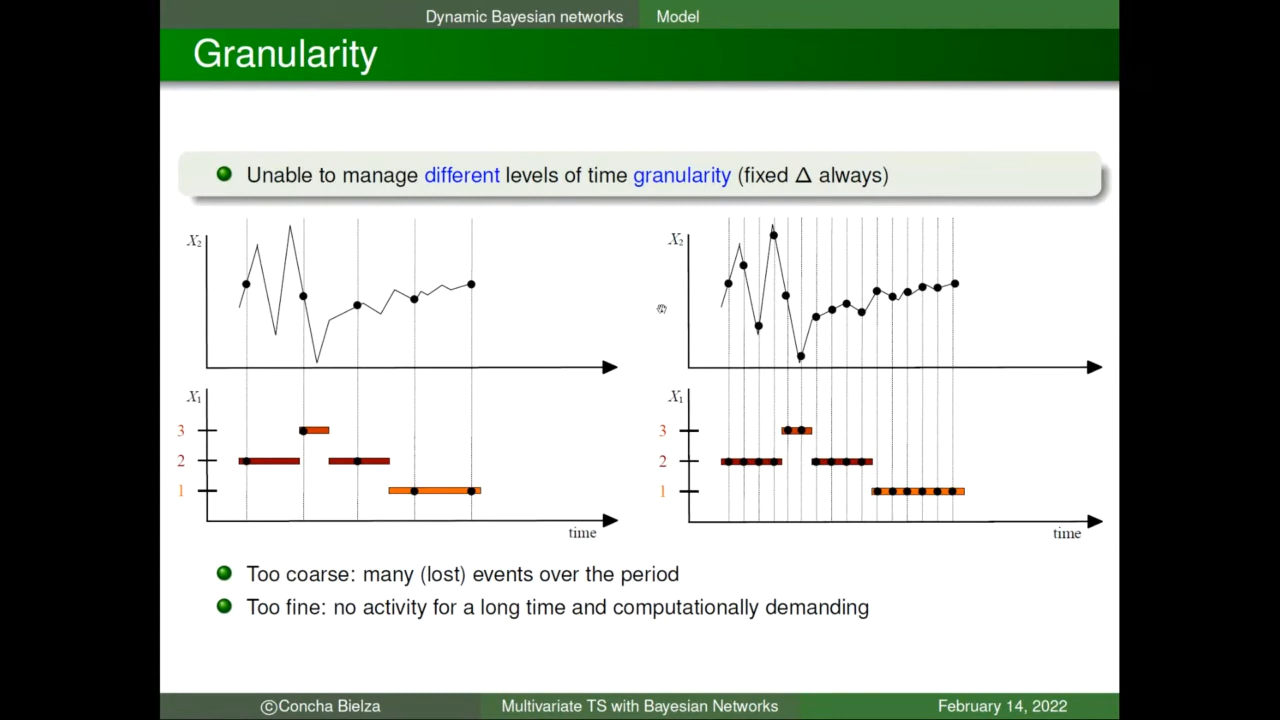 Dynamic Bayesian networks Model
Granularity
Unable to manage different levels of time granularity (fixed Δ always)
X₂
X₁
3
2
1
time
X₂
X₁
3
2
1
time
Too coarse: many (lost) events over the period
Too fine: no activity for a long time and computationally demanding
©Concha Bielza Multivariate TS with Bayesian Networks February 14, 2022